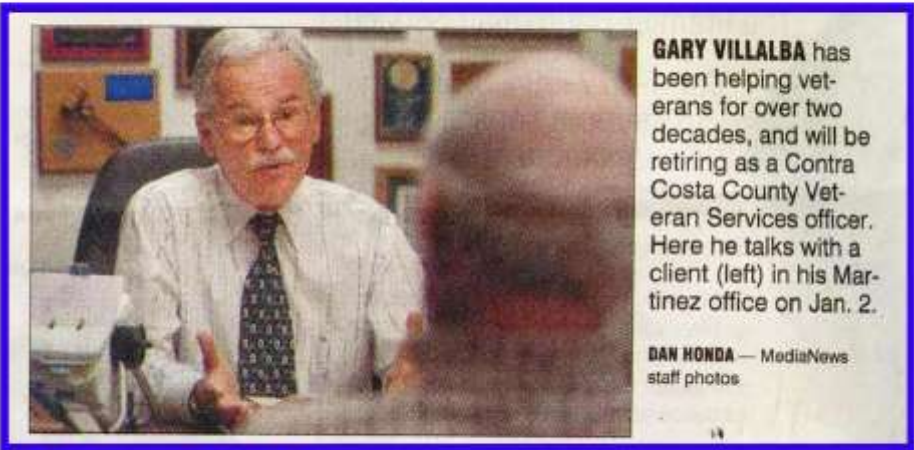 GARY VILLALBA has
been helping vet-
erans for over two
decades, and will be
retiring as a Contra
Costa County Vet-
eran Services officer.
Here he talks with a
client (left) in his Mar-
tinez office on Jan. 2.
DAN HONDA — MediaNews
staff photos